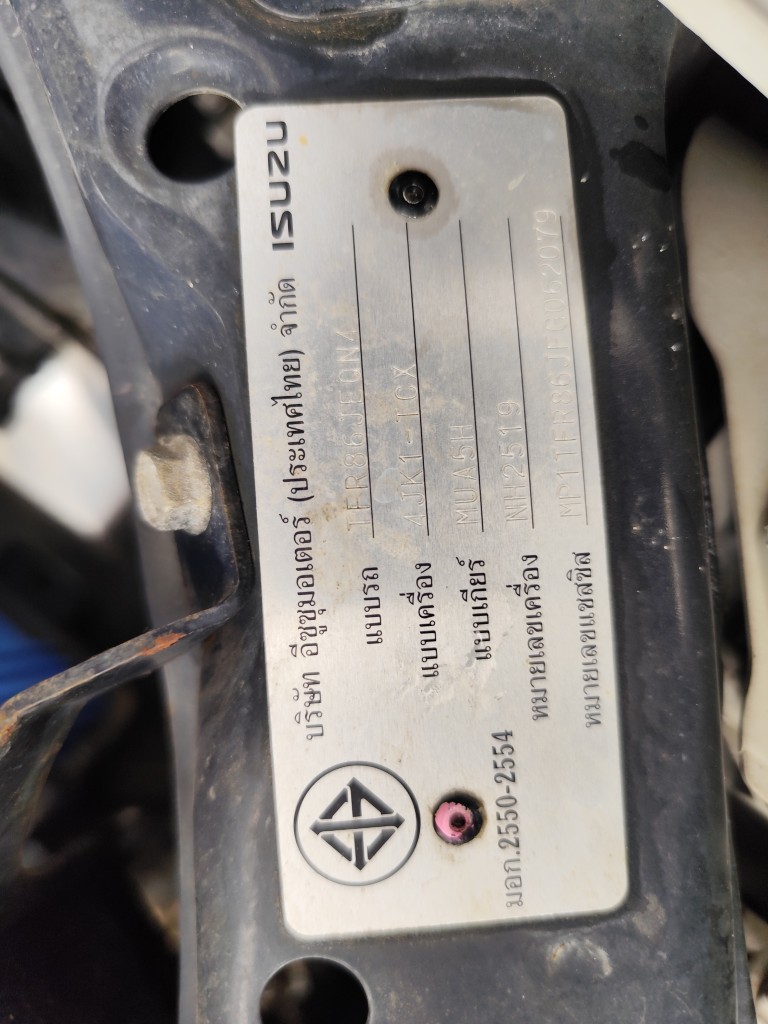 บริษัท อีซูซุมอเตอร์ (ประเทศไทย) จำกัด ISUZU
แบบรถ
แบบเครื่อง 4JK1-TCX
แบบเกียร์ MUA5H
หมายเลขเครื่อง NH2519
หมายเลขแชสซิส MP1TFR86JFG052079
มอก.2550-2554